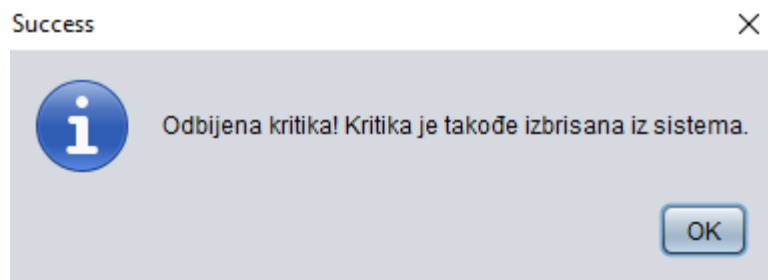 Success
Odbijena kritika! Kritika je takođe izbrisana iz sistema.
OK